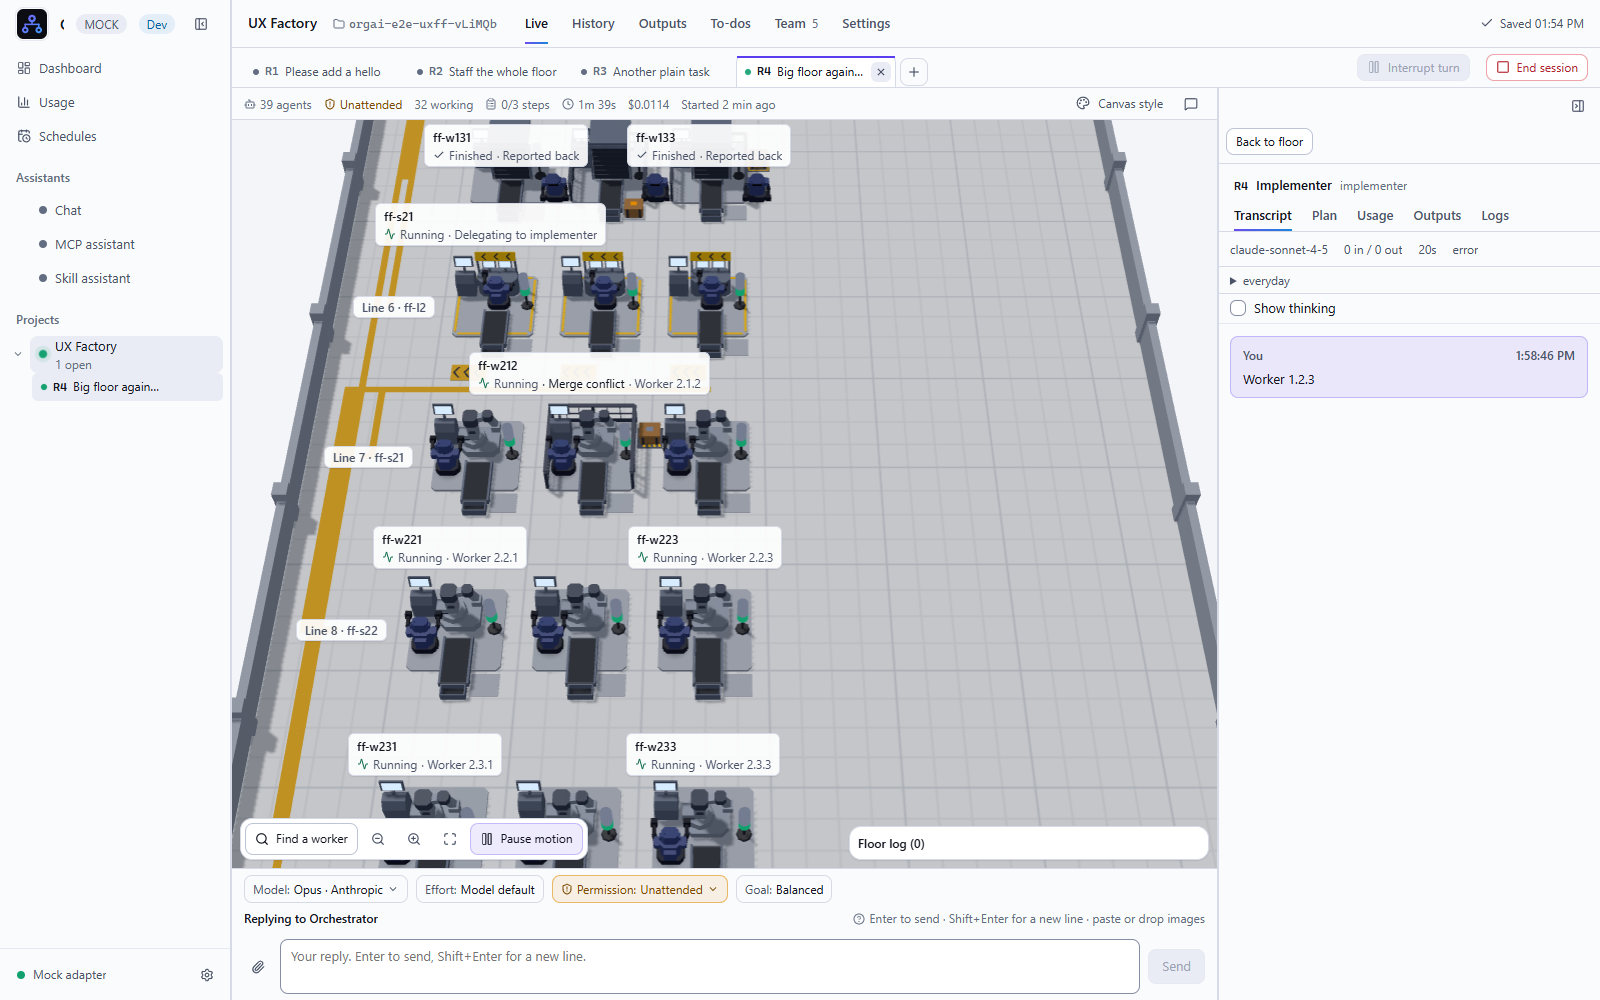 MOCK
Dev
Dashboard
Usage
Schedules
Assistants
Chat
MCP assistant
Skill assistant
Projects
UX Factory
1 open
R4 Big floor again...
Mock adapter
UX Factory
orgai-e2e-uxff-vLiMQb
Live
History
Outputs
To-dos
Team 5
Settings
Saved 01:54 PM
R1 Please add a hello
R2 Staff the whole floor
R3 Another plain task
R4 Big floor again...
Interrupt turn
End session
39 agents
Unattended
32 working
0/3 steps
1m 39s
$0.0114
Started 2 min ago
Canvas style
ff-w131
Finished · Reported back
ff-w133
Finished · Reported back
ff-s21
Running · Delegating to implementer
Line 6 · ff-l2
ff-w212
Running · Merge conflict · Worker 2.1.2
Line 7 · ff-s21
ff-w221
Running · Worker 2.2.1
ff-w223
Running · Worker 2.2.3
Line 8 · ff-s22
ff-w231
Running · Worker 2.3.1
ff-w233
Running · Worker 2.3.3
Find a worker
Pause motion
Floor log (0)
Model: Opus · Anthropic
Effort: Model default
Permission: Unattended
Goal: Balanced
Replying to Orchestrator
Enter to send · Shift+Enter for a new line · paste or drop images
Your reply. Enter to send, Shift+Enter for a new line.
Send
Back to floor
R4 Implementer implementer
Transcript
Plan
Usage
Outputs
Logs
claude-sonnet-4-5
0 in / 0 out
20s
error
everyday
Show thinking
You
1:58:46 PM
Worker 1.2.3